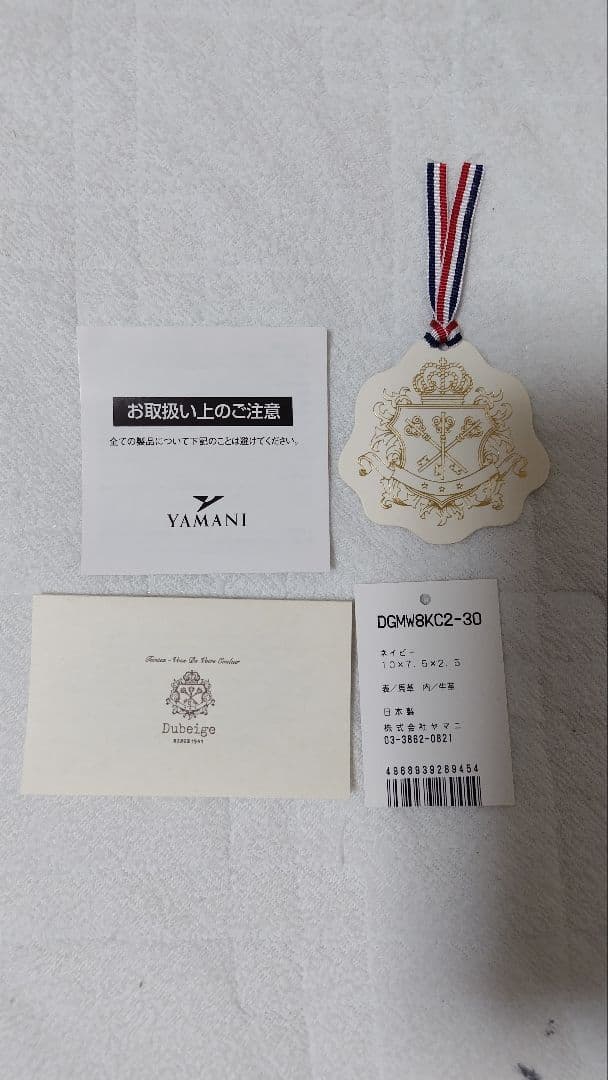 お取扱い上のご注意
全ての製品について下記のことは避けてください。
YAMANI
Dubeige
SINCE 1941
DGMW8KC2-30
ネイビー
10×7.5×2.5
表/馬革 内/牛革
日本製
株式会社ヤマニ
03-3862-0821
4968939289454